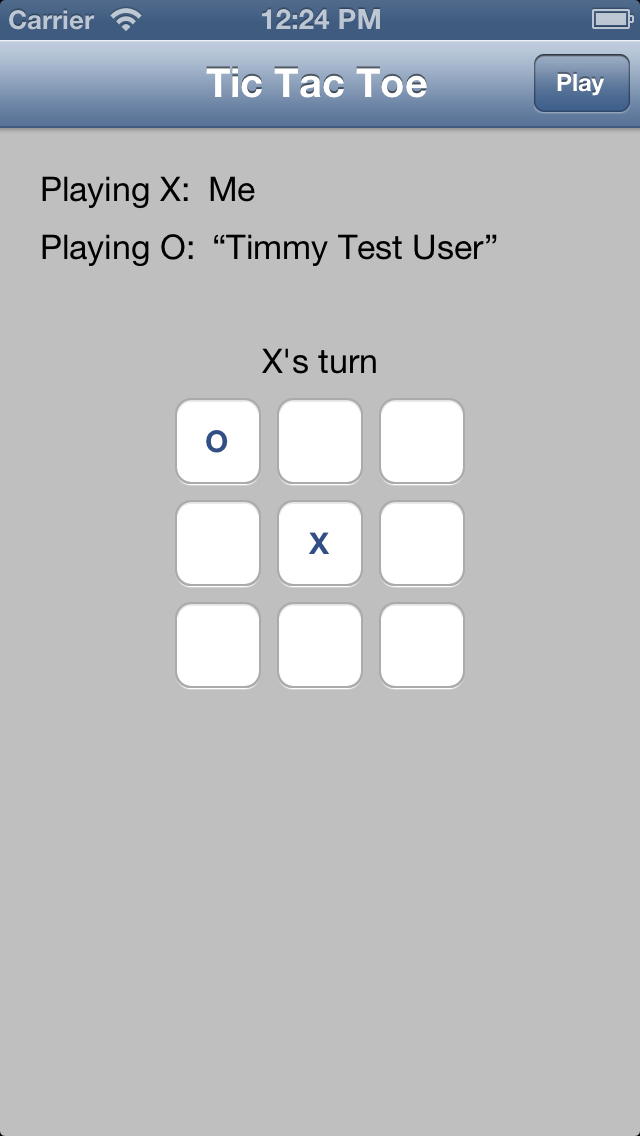 Carrier 12:24 PM
Tic Tac Toe Play
Playing X: Me
Playing O: “Timmy Test User”
X's turn
O
X